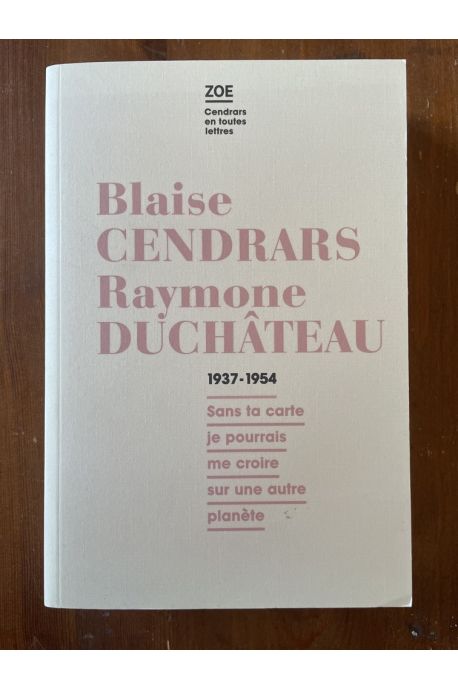 ZOE
Cendrars
en toutes
lettres
Blaise
CENDRARS
Raymone
DUCHÂTEAU
1937-1954
Sans ta carte
je pourrais
me croire
sur une autre
planète